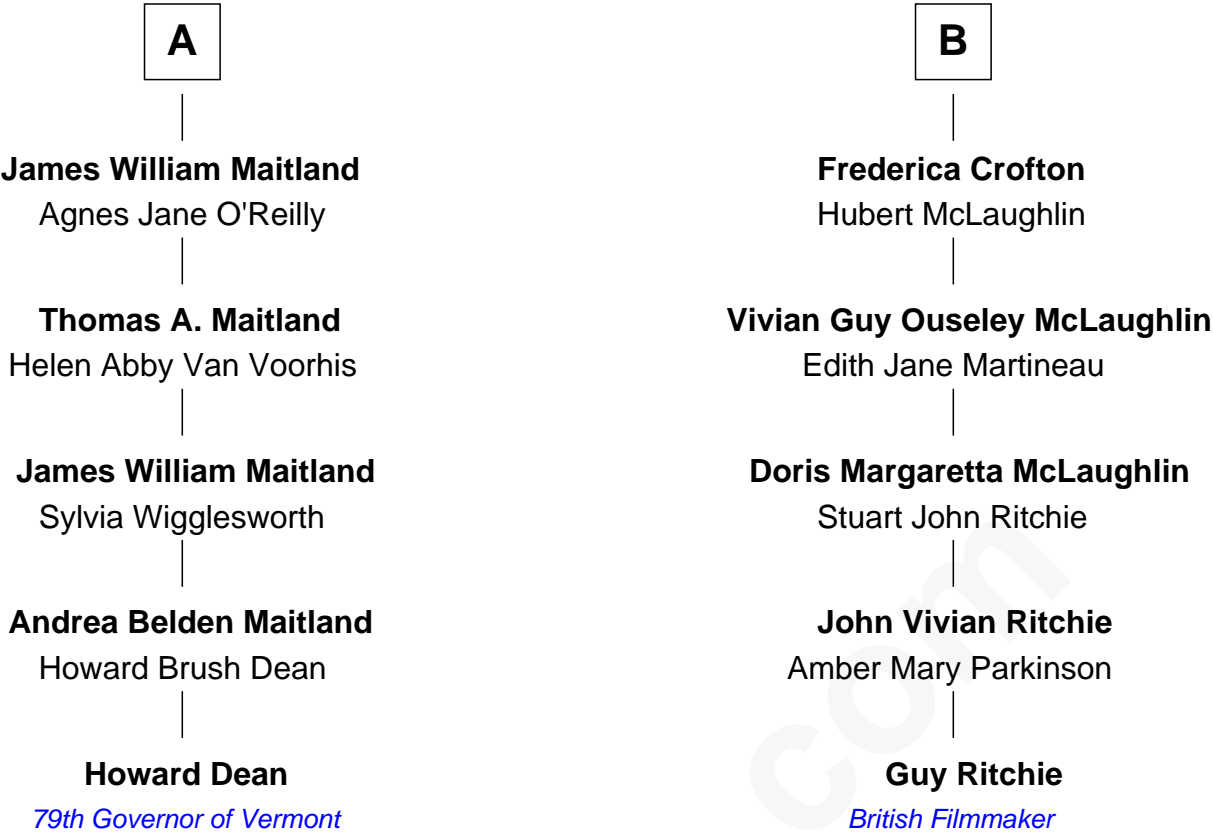 A
James William Maitland
Agnes Jane O'Reilly
Thomas A. Maitland
Helen Abby Van Voorhis
James William Maitland
Sylvia Wigglesworth
Andrea Belden Maitland
Howard Brush Dean
Howard Dean
79th Governor of Vermont
B
Frederica Crofton
Hubert McLaughlin
Vivian Guy Ouseley McLaughlin
Edith Jane Martineau
Doris Margaretta McLaughlin
Stuart John Ritchie
John Vivian Ritchie
Amber Mary Parkinson
Guy Ritchie
British Filmmaker
com